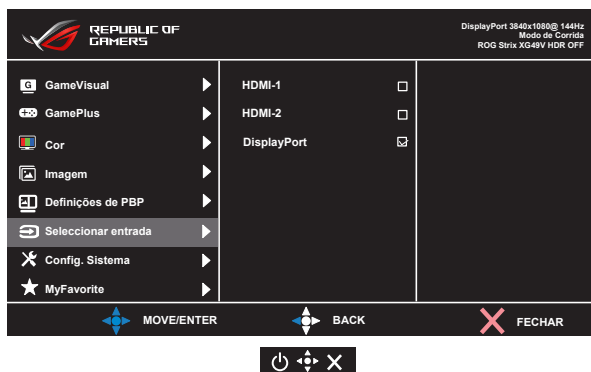 REPUBLIC OF
GAMERS
DisplayPort 3840x1080@ 144Hz
Modo de Corrida
ROG Strix XG49V HDR OFF
G GameVisual
GamePlus
Cor
Imagem
Definições de PBP
Seleccionar entrada
Config. Sistema
MyFavorite
HDMI-1
HDMI-2
DisplayPort
MOVE/ENTER
BACK
FECHAR